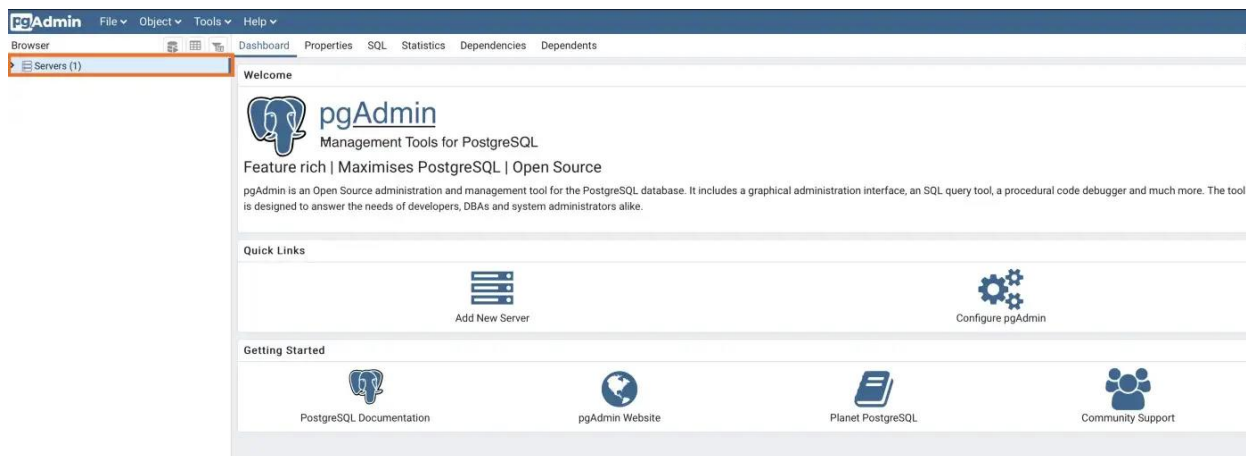 pgAdmin File Object Tools Help
Browser Dashboard Properties SQL Statistics Dependencies Dependents
Servers (1)
Welcome
pgAdmin
Management Tools for PostgreSQL
Feature rich | Maximises PostgreSQL | Open Source
pgAdmin is an Open Source administration and management tool for the PostgreSQL database. It includes a graphical administration interface, an SQL query tool, a procedural code debugger and much more. The tool
is designed to answer the needs of developers, DBAs and system administrators alike.
Quick Links
Add New Server Configure pgAdmin
Getting Started
PostgreSQL Documentation pgAdmin Website Planet PostgreSQL Community Support